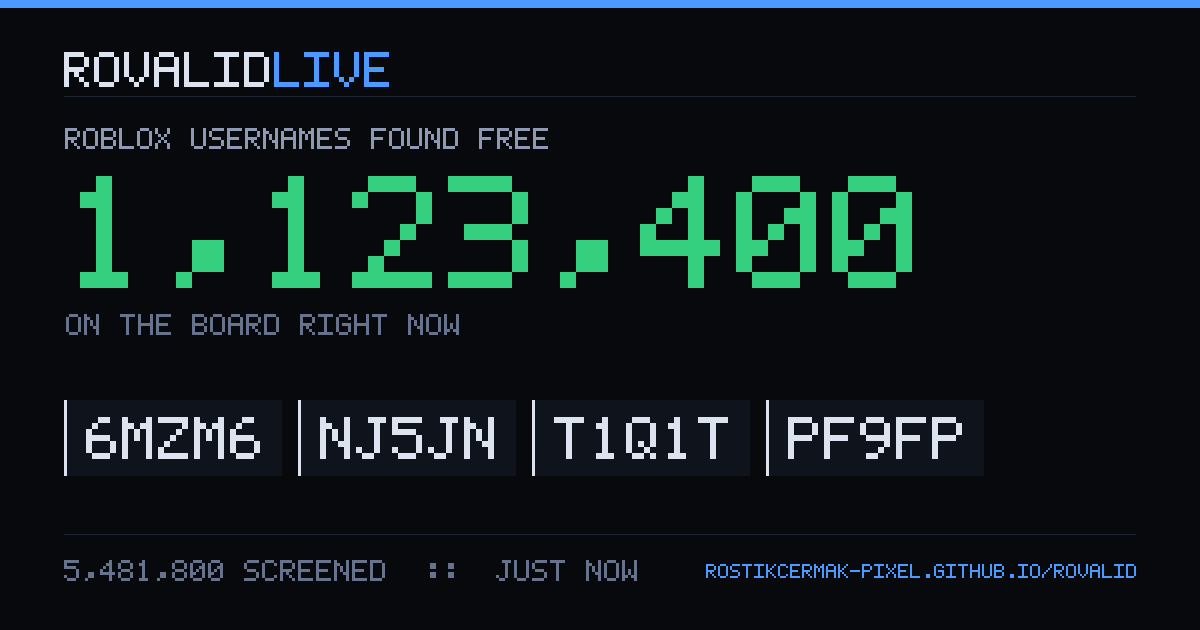 ROVALIDLIVE
ROBLOX USERNAMES FOUND FREE
1,123,400
ON THE BOARD RIGHT NOW
6MZM6 NJ5JN T1Q1T PF9FP
5,481,800 SCREENED :: JUST NOW ROSTIKCERMAK-PIXEL.GITHUB.IO/ROVALID